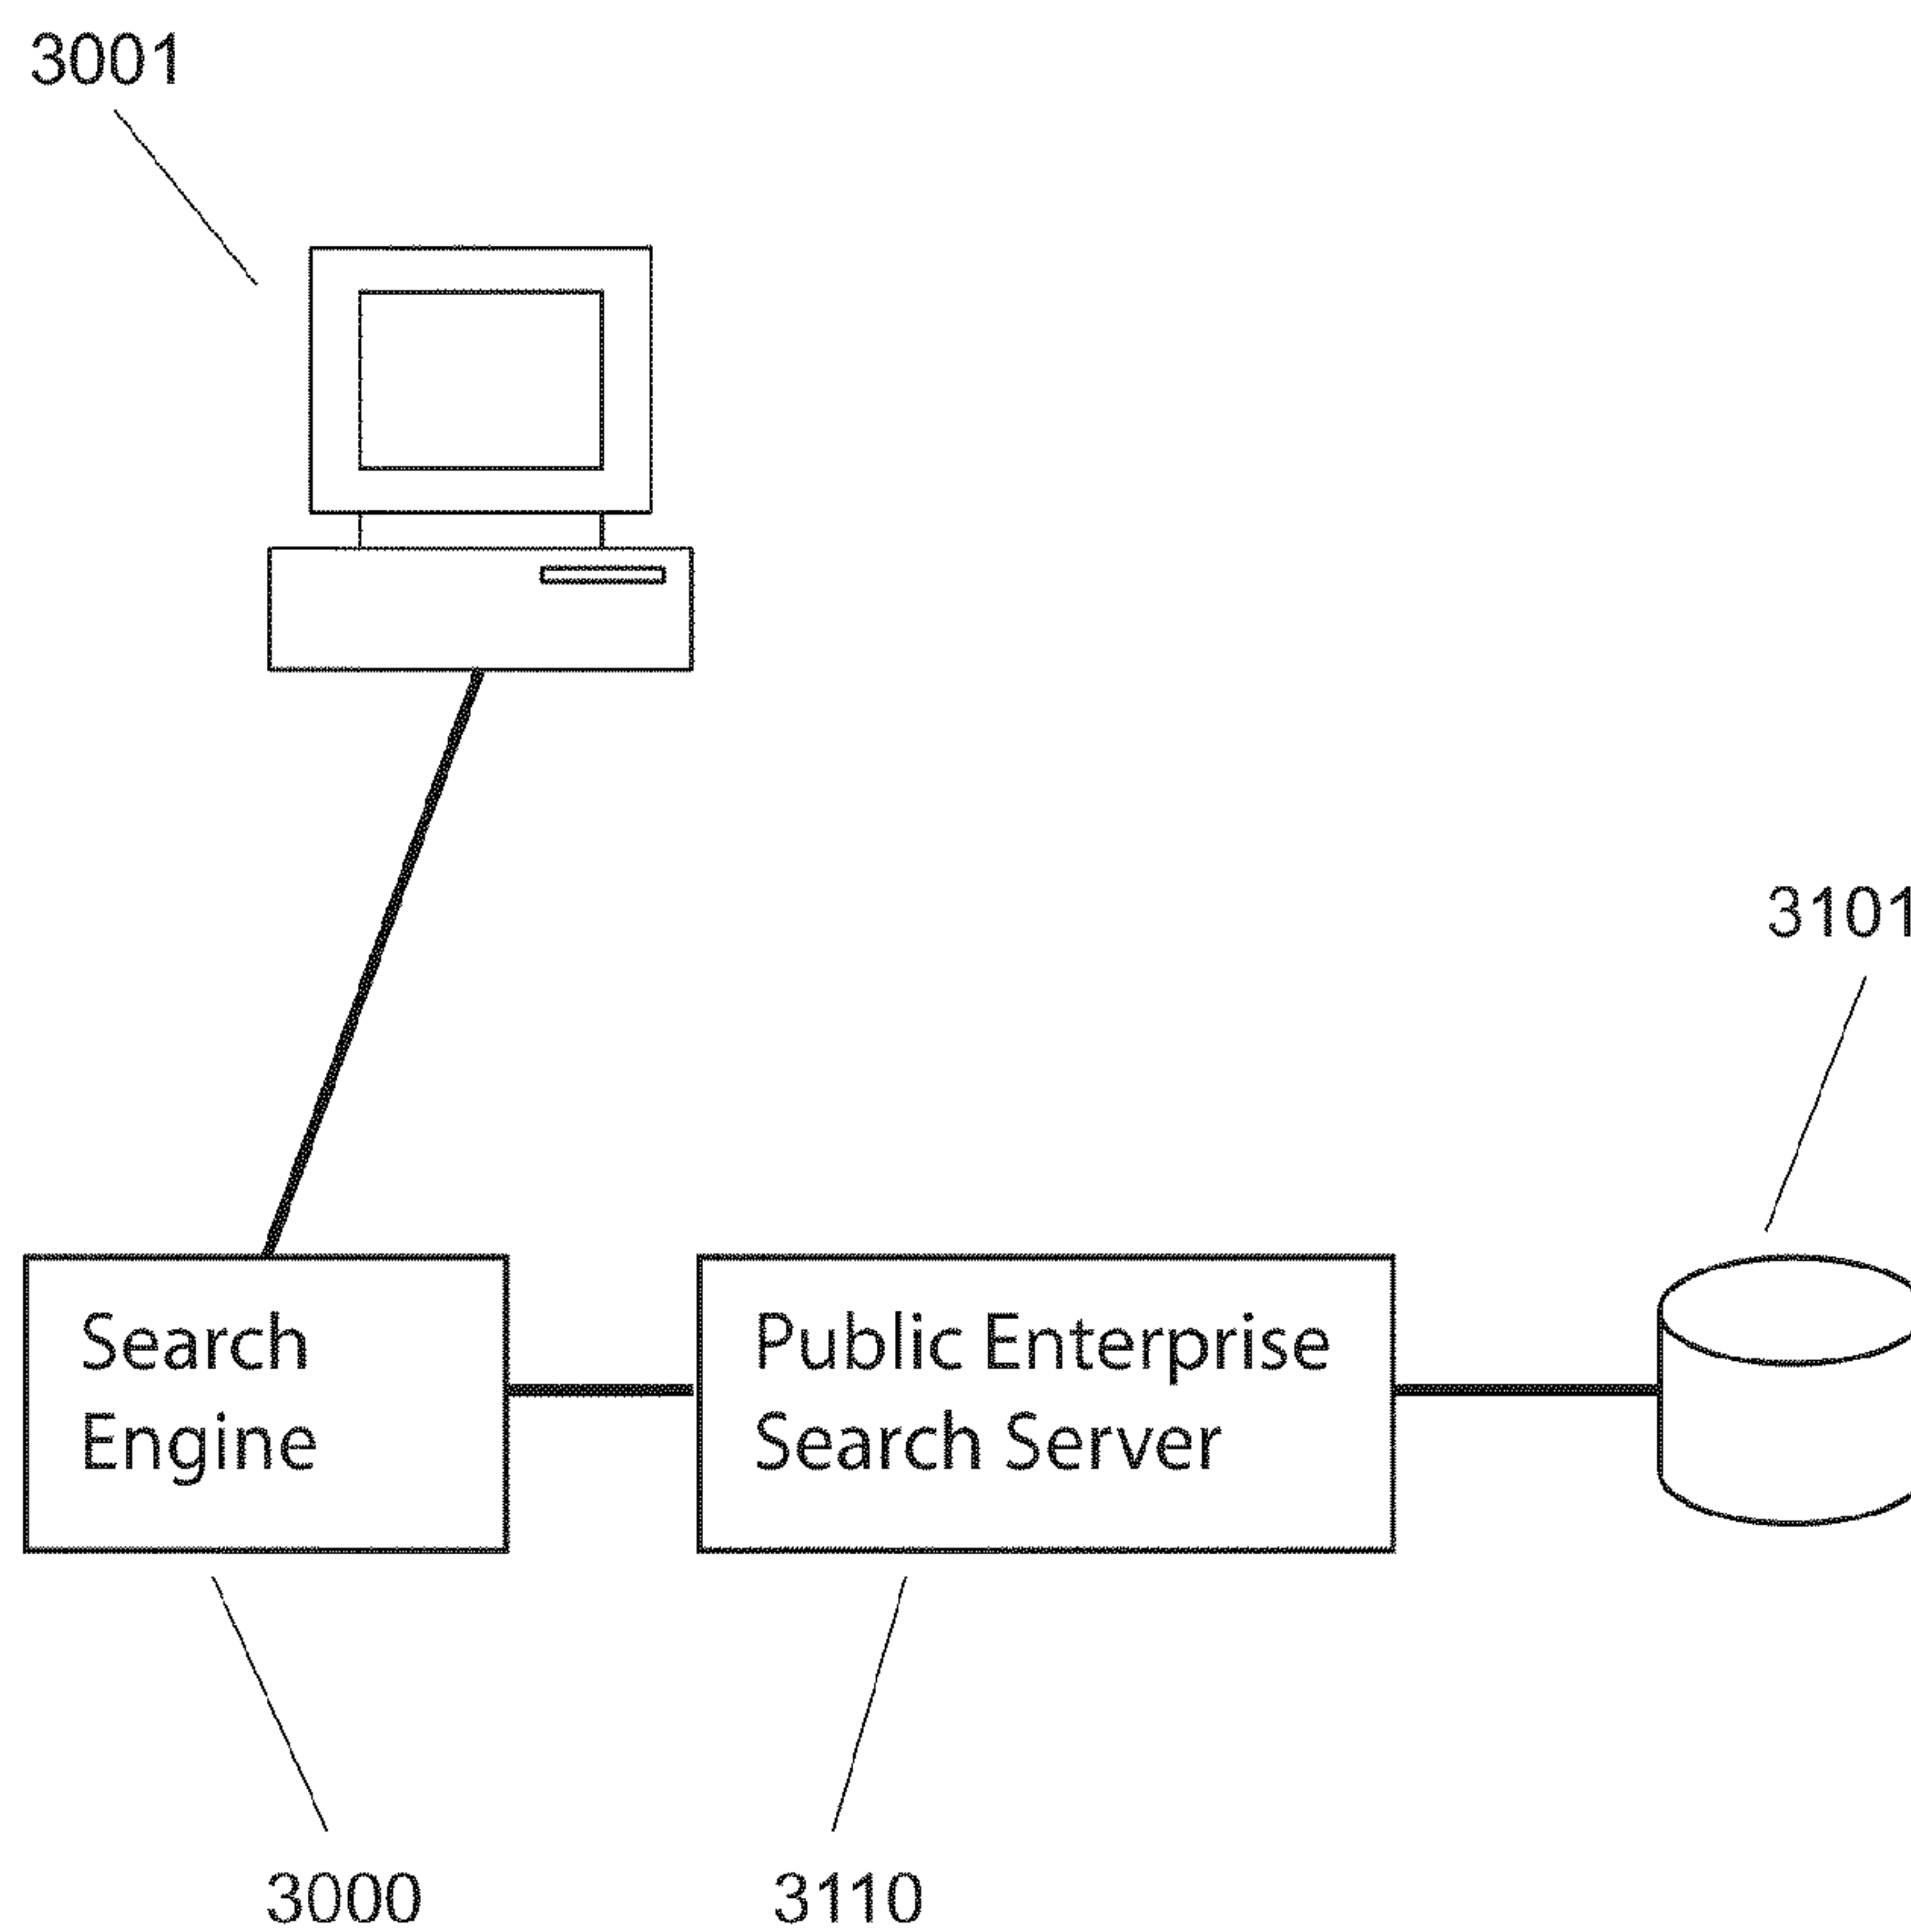 3001
3101
Search
Engine
Public Enterprise
Search Server
3000
3110